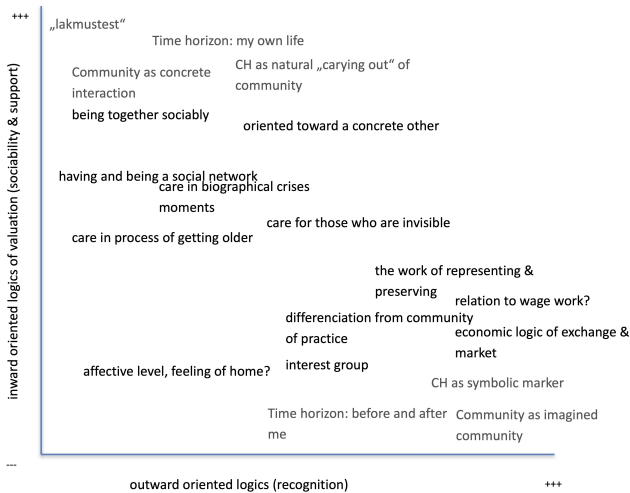 +++
„lakmustest“
Time horizon: my own life
CH as natural „carying out“ of
community
Community as concrete
interaction
being together sociably
oriented toward a concrete other
having and being a social network
care in biographical crises
moments
care for those who are invisible
care in process of getting older
the work of representing &
preserving
relation to wage work?
differenciation from community
of practice
economic logic of exchange &
market
interest group
affective level, feeling of home?
CH as symbolic marker
Time horizon: before and after
me
Community as imagined
community
inward oriented logics of valuation (sociability & support)
---
outward oriented logics (recognition)
+++